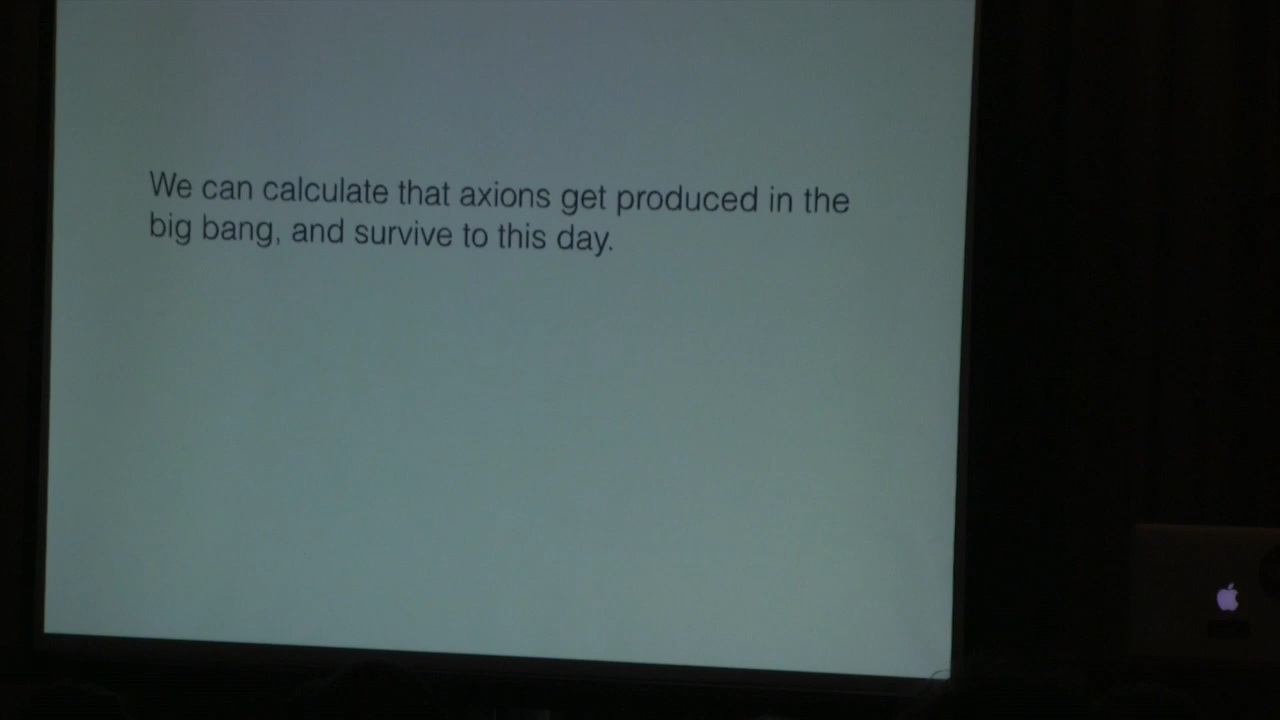 We can calculate that axions get produced in the
big bang, and survive to this day.